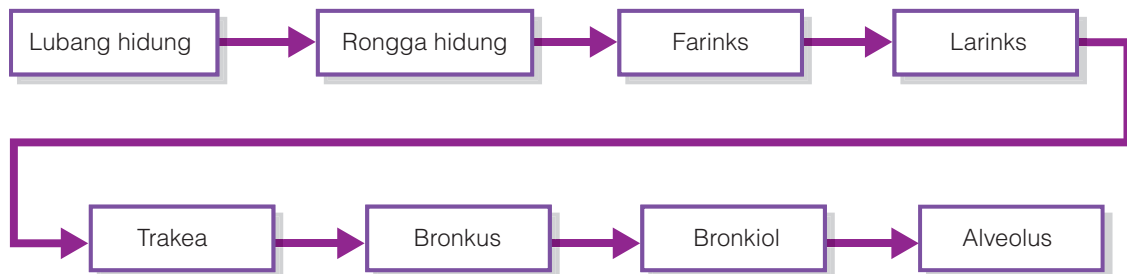 Lubang hidung
Rongga hidung
Farinks
Larinks
Trakea
Bronkus
Bronkiol
Alveolus